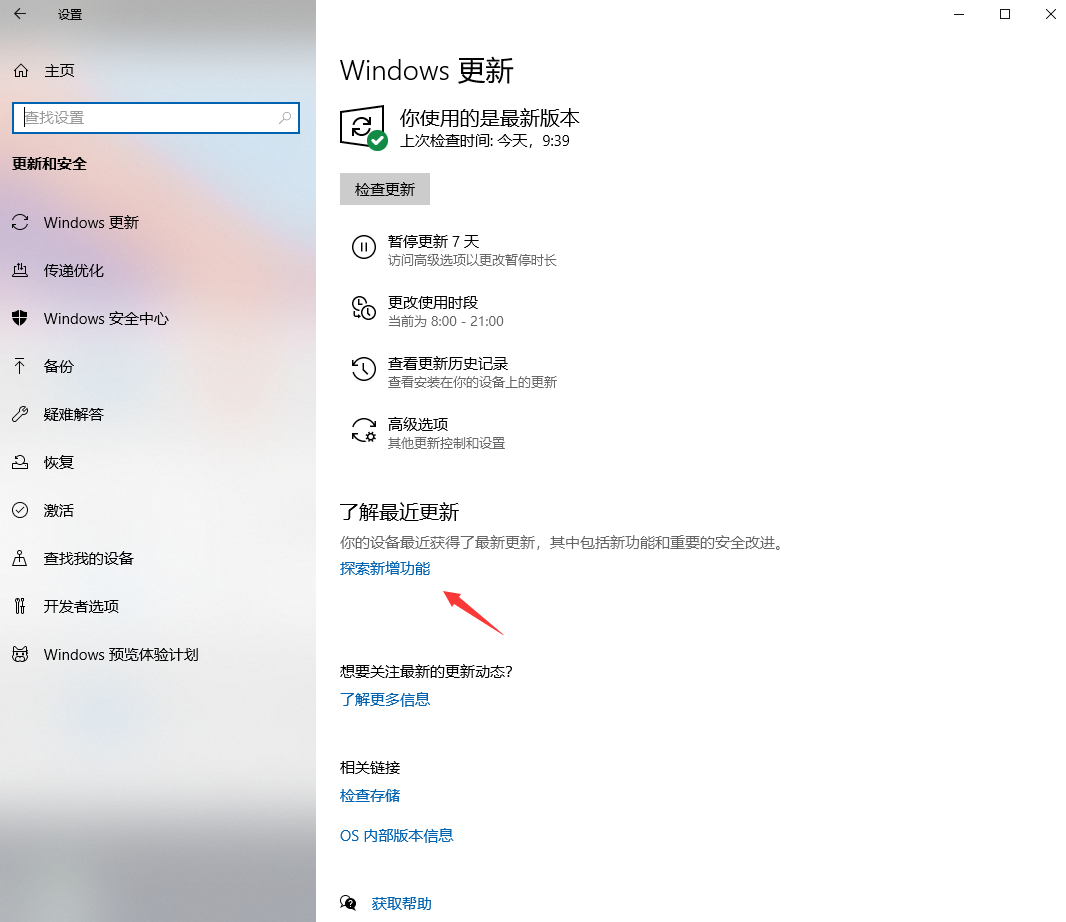 设置
主页
查找设置
更新和安全
Windows 更新
传递优化
Windows 安全中心
备份
疑难解答
恢复
激活
查找我的设备
开发者选项
Windows 预览体验计划
Windows 更新
你使用的是最新版本
上次检查时间: 今天，9:39
检查更新
暂停更新 7 天
访问高级选项以更改暂停时长
更改使用时段
当前为 8:00 - 21:00
查看更新历史记录
查看安装在你的设备上的更新
高级选项
其他更新控制和设置
了解最近更新
你的设备最近获得了最新更新，其中包括新功能和重要的安全改进。
探索新增功能
想要关注最新的更新动态?
了解更多信息
相关链接
检查存储
OS 内部版本信息
获取帮助